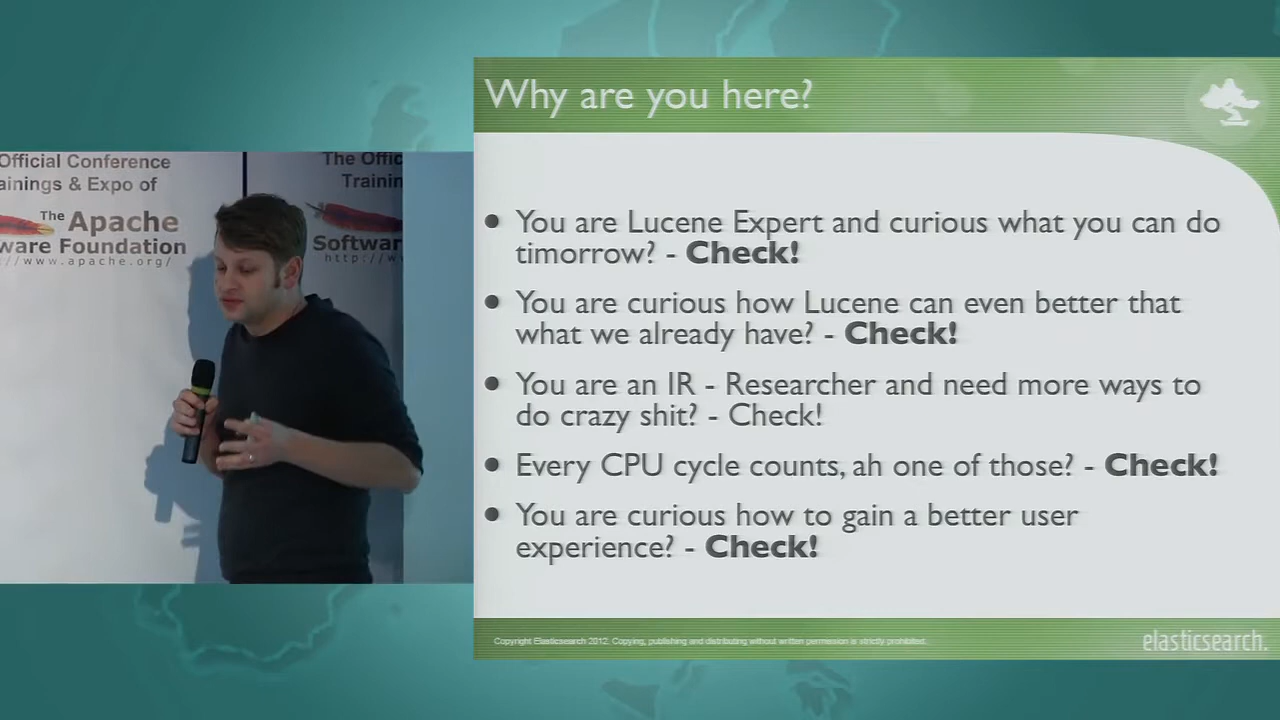 Official Conference
ainings & Expo of
The Apache
ware Foundation
://www.apache.org/
The Offic
Training
Software
http://w
Why are you here?
• You are Lucene Expert and curious what you can do
timorrow? - Check!
• You are curious how Lucene can even better that
what we already have? - Check!
• You are an IR - Researcher and need more ways to
do crazy shit? - Check!
• Every CPU cycle counts, ah one of those? - Check!
• You are curious how to gain a better user
experience? - Check!
Copyright Elasticsearch 2012. Copying, publishing and distributing without written permission is strictly prohibited.
elasticsearch.